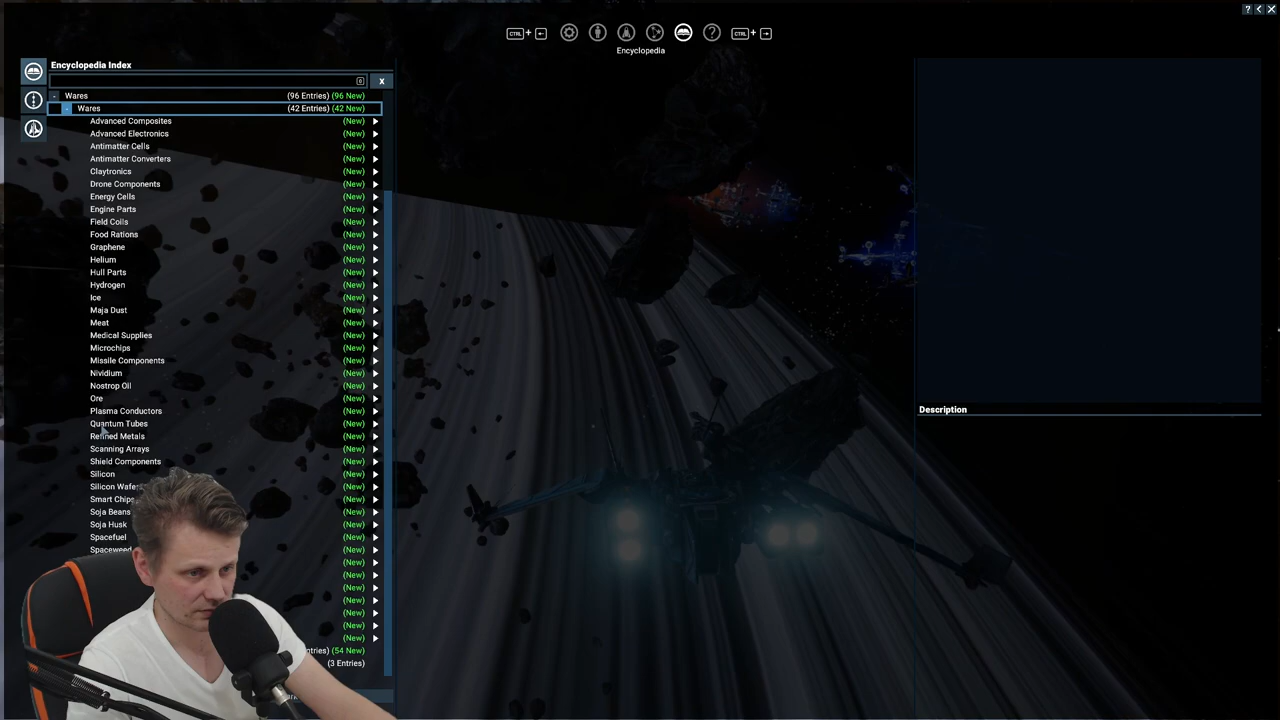 ? < X
CTRL + ← CTRL + →
Encyclopedia
Encyclopedia Index
X
- Wares (96 Entries) (96 New)
- Wares (42 Entries) (42 New)
Advanced Composites (New)
Advanced Electronics (New)
Antimatter Cells (New)
Antimatter Converters (New)
Claytronics (New)
Drone Components (New)
Energy Cells (New)
Engine Parts (New)
Field Coils (New)
Food Rations (New)
Graphene (New)
Helium (New)
Hull Parts (New)
Hydrogen (New)
Ice (New)
Maja Dust (New)
Meat (New)
Medical Supplies (New)
Microchips (New)
Missile Components (New)
Nividium (New)
Nostrop Oil (New)
Ore (New)
Plasma Conductors (New)
Quantum Tubes (New)
Refined Metals (New)
Scanning Arrays (New)
Shield Components (New)
Silicon (New)
Silicon Wafe (New)
Smart Chips (New)
Soja Beans (New)
Soja Husk (New)
Spacefuel (New)
Spaceweed (New)
(New)
(New)
(New)
(New)
(New)
(New)
(New)
ntries) (54 New)
(3 Entries)
Description